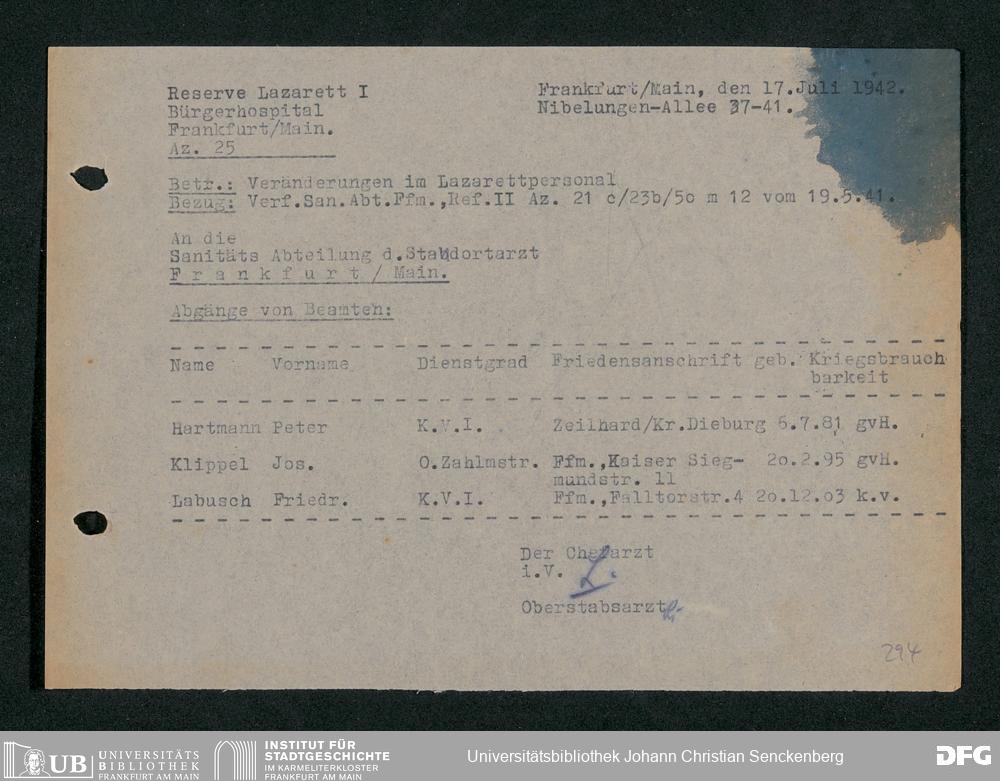 Reserve Lazarett I
Bürgerhospital
Frankfurt/Main.
Az. 25
Frankfurt/Main, den 17.Juli 1942.
Nibelungen-Allee 37-41.
Betr.: Veränderungen im Lazarettpersonal
Bezug: Verf.San.Abt.Ffm.,Ref.II Az. 21 c/23b/5o m 12 vom 19.5.41.
An die
Sanitäts Abteilung d.Standortarzt
F r a n k f u r t / Main.
Abgänge von Beamten:
Name Vorname Dienstgrad Friedensanschrift geb. Kriegsbrauch
barkeit
Hartmann Peter K.V.I. Zeilhard/Kr.Dieburg 6.7.81 gvH.
Klippel Jos. O.Zahlmstr. Ffm.,Kaiser Sieg- 2o.2.95 gvH.
mundstr. 11
Labusch Friedr. K.V.I. Ffm.,Falltorstr.4 2o.12.o3 k.v.
Der Chefarzt
i.V.
Oberstabsarzt
294
UB UNIVERSITÄTS
BIBLIOTHEK
FRANKFURT AM MAIN
INSTITUT FÜR
STADTGESCHICHTE
IM KARMELITERKLOSTER
FRANKFURT AM MAIN
Universitätsbibliothek Johann Christian Senckenberg
DFG